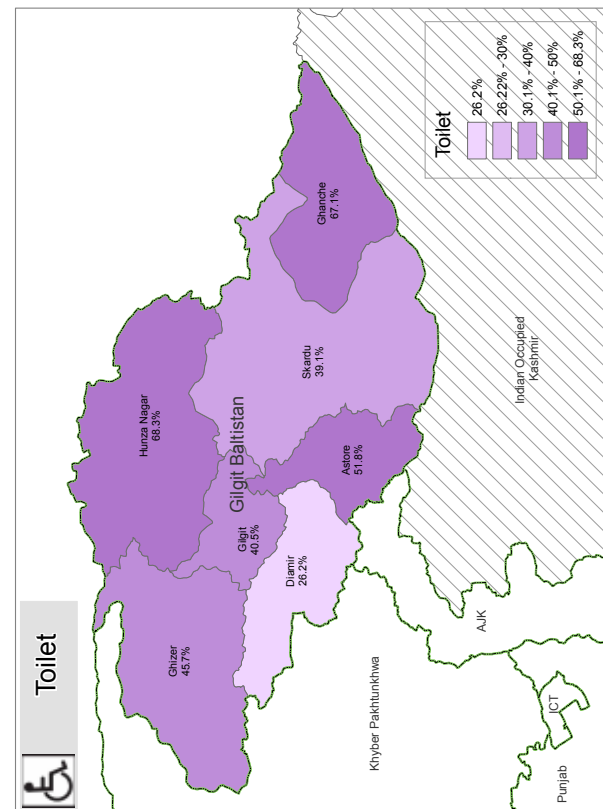 Toilet
Hunza Nagar
68.3%
Ghizer
45.7%
Gilgit Baltistan
Gilgit
40.5%
Skardu
39.1%
Ghanche
67.1%
Diamir
26.2%
Astore
51.8%
Khyber Pakhtunkhwa
AJK
Indian Occupied
Kashmir
ICT
Punjab
Toilet
26.2%
26.22% - 30%
30.1% - 40%
40.1% - 50%
50.1% - 68.3%